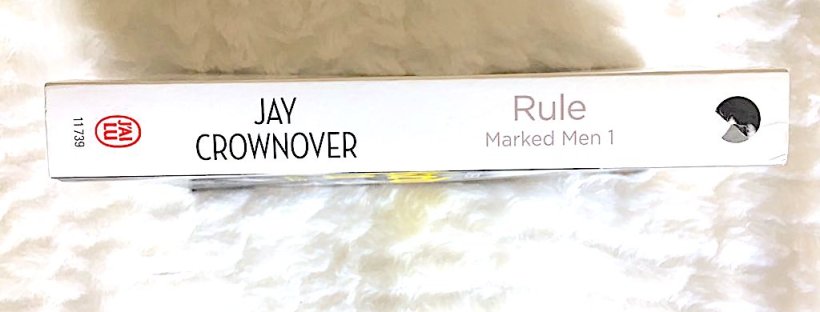 11739
J'AI
LU
JAY
CROWNOVER
Rule
Marked Men 1